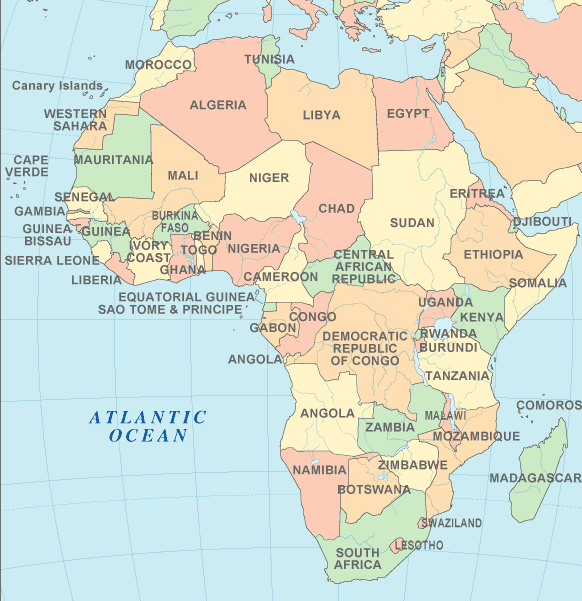 MOROCCO
TUNISIA
Canary Islands
ALGERIA
LIBYA
EGYPT
WESTERN
SAHARA
CAPE
VERDE
MAURITANIA
MALI
NIGER
CHAD
SUDAN
ERITREA
SENEGAL
GAMBIA
GUINEA
BISSAU
GUINEA
BURKINA
FASO
BENIN
TOGO
NIGERIA
DJIBOUTI
ETHIOPIA
SIERRA LEONE
IVORY
COAST
GHANA
LIBERIA
CAMEROON
CENTRAL
AFRICAN
REPUBLIC
SOMALIA
EQUATORIAL GUINEA
SAO TOME & PRINCIPE
GABON
CONGO
UGANDA
KENYA
DEMOCRATIC
REPUBLIC
OF CONGO
RWANDA
BURUNDI
ANGOLA
TANZANIA
ATLANTIC
OCEAN
ANGOLA
ZAMBIA
MALAWI
COMOROS
MOZAMBIQUE
ZIMBABWE
NAMIBIA
BOTSWANA
MADAGASCAR
SWAZILAND
LESOTHO
SOUTH
AFRICA